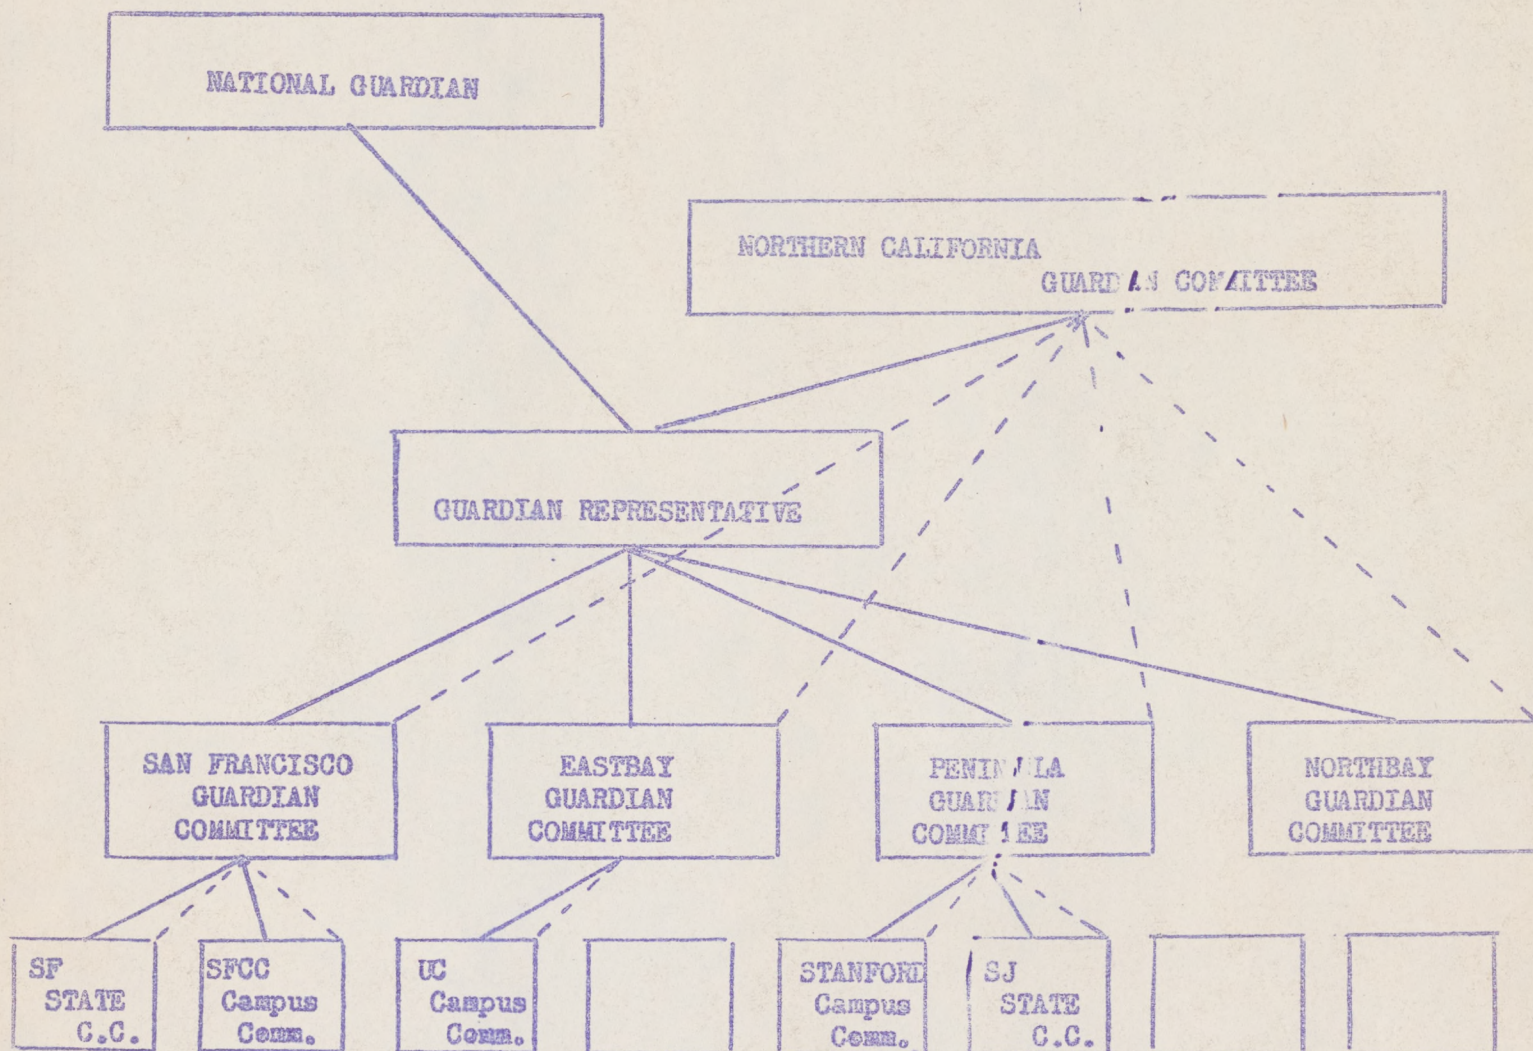 NATIONAL GUARDIAN
NORTHERN CALIFORNIA
GUARDIAN COMMITTEE
GUARDIAN REPRESENTATIVE
SAN FRANCISCO
GUARDIAN
COMMITTEE
EASTBAY
GUARDIAN
COMMITTEE
PENINSULA
GUARDIAN
COMMITTEE
NORTHBAY
GUARDIAN
COMMITTEE
SF
STATE
C.C.
SFCC
Campus
Comm.
UC
Campus
Comm.
STANFORD
Campus
Comm.
SJ
STATE
C.C.